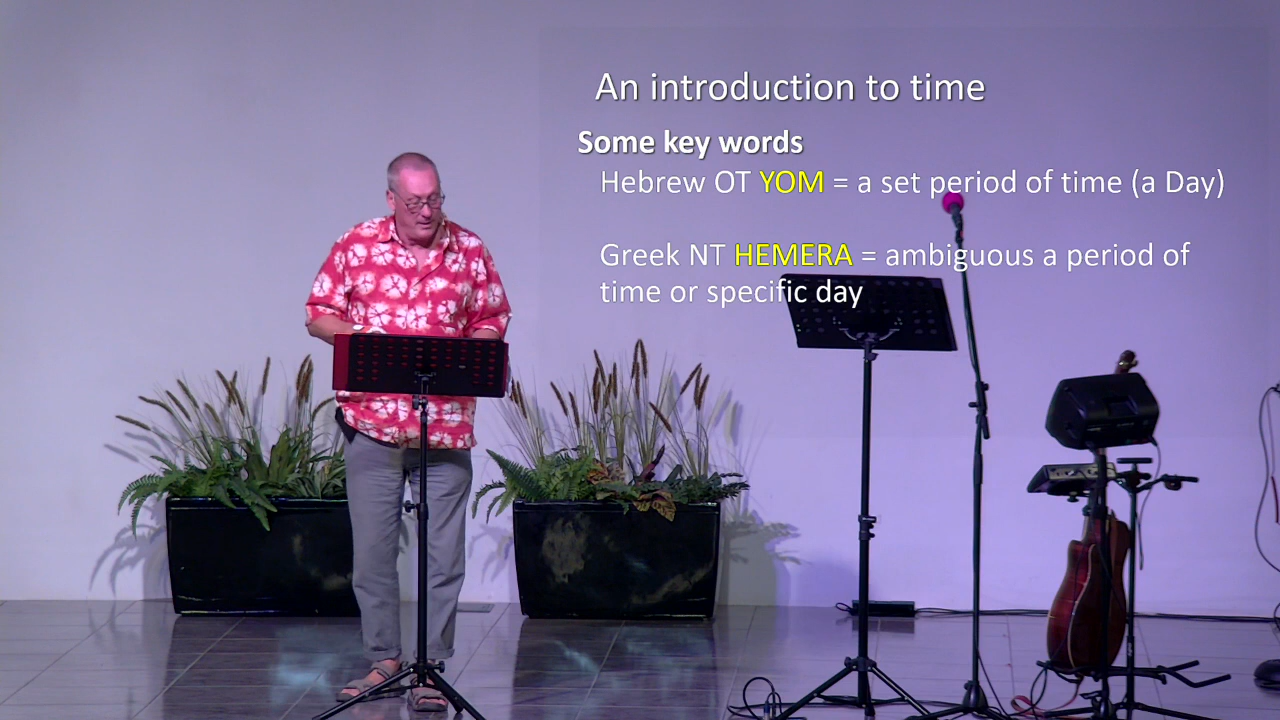 An introduction to time
Some key words
Hebrew OT YOM = a set period of time (a Day)
Greek NT HEMERA = ambiguous a period of
time or specific day